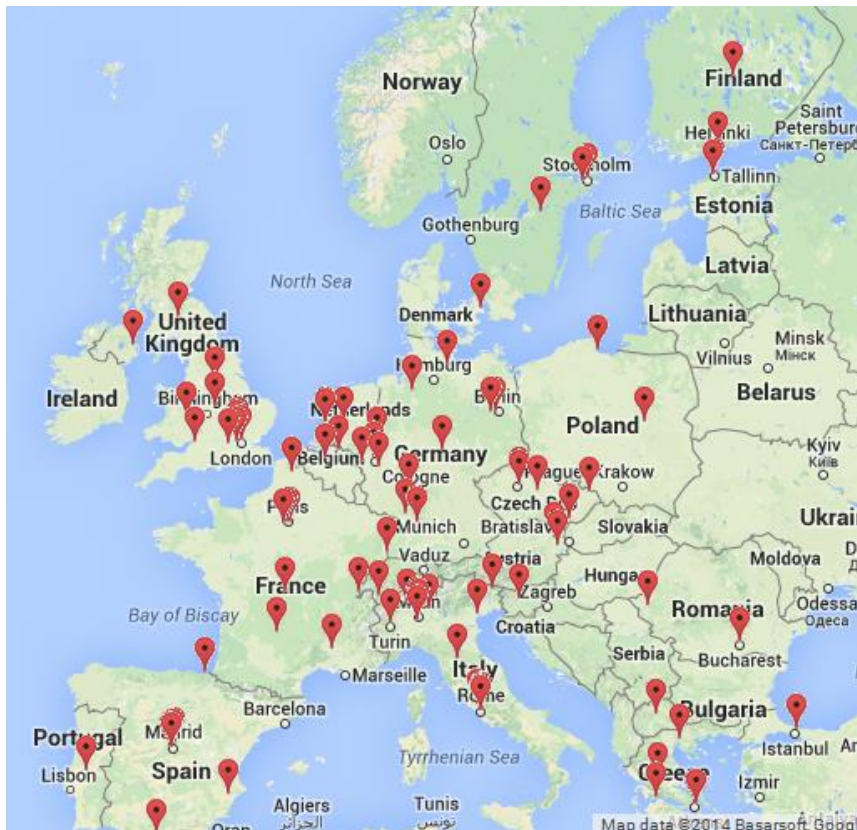 Norway
Finland
Saint
Petersburg
Санкт-Петерб
Oslo
Helsinki
Stockholm
Tallinn
Estonia
Baltic Sea
Gothenburg
North Sea
Latvia
Denmark
Lithuania
United
Kingdom
Minsk
Мінск
Vilnius
Hamburg
Ireland
Birmingham
Belarus
Netherlands
Berlin
Poland
London
Belgium
Germany
Kyiv
Київ
Cologne
Prague
Krakow
Paris
Czech Rep
Ukrain
Munich
Bratislava
Slovakia
Vaduz
Austria
Moldova
France
Hunga
Zagreb
Odessa
Одеса
Bay of Biscay
Milan
Romania
Turin
Croatia
Bucharest
Serbia
Marseille
Italy
Barcelona
Rome
Bulgaria
Portugal
Madrid
Istanbul
Tyrrhenian Sea
Lisbon
Spain
Greece
Izmir
Algiers
الجزائر
Tunis
تونس
Map data ©2014 Basarsoft, Googl